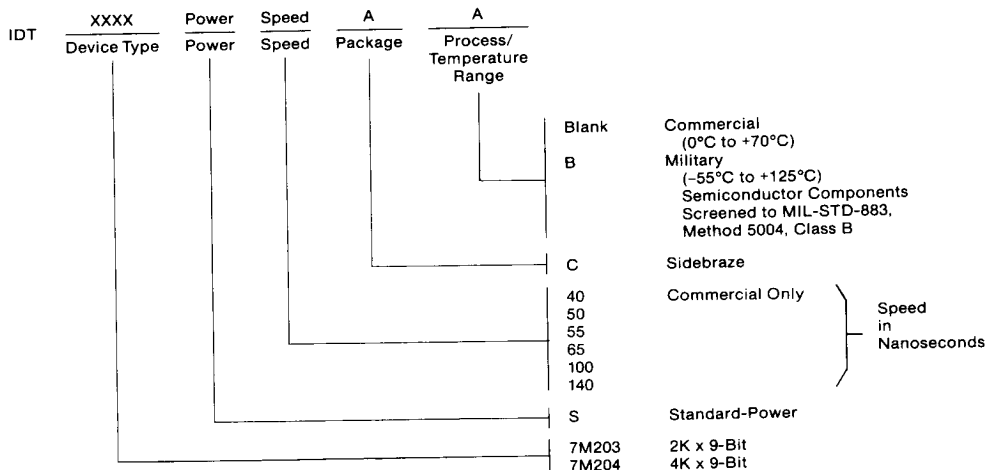 IDT XXXX Power Speed A A
Device Type Power Speed Package Process/
Temperature
Range
Blank Commercial
(0°C to +70°C)
B Military
(–55°C to +125°C)
Semiconductor Components
Screened to MIL-STD-883,
Method 5004, Class B
C Sidebraze
40 Commercial Only
50
55
65
100
140
Speed
in
Nanoseconds
S Standard-Power
7M203 2K x 9-Bit
7M204 4K x 9-Bit